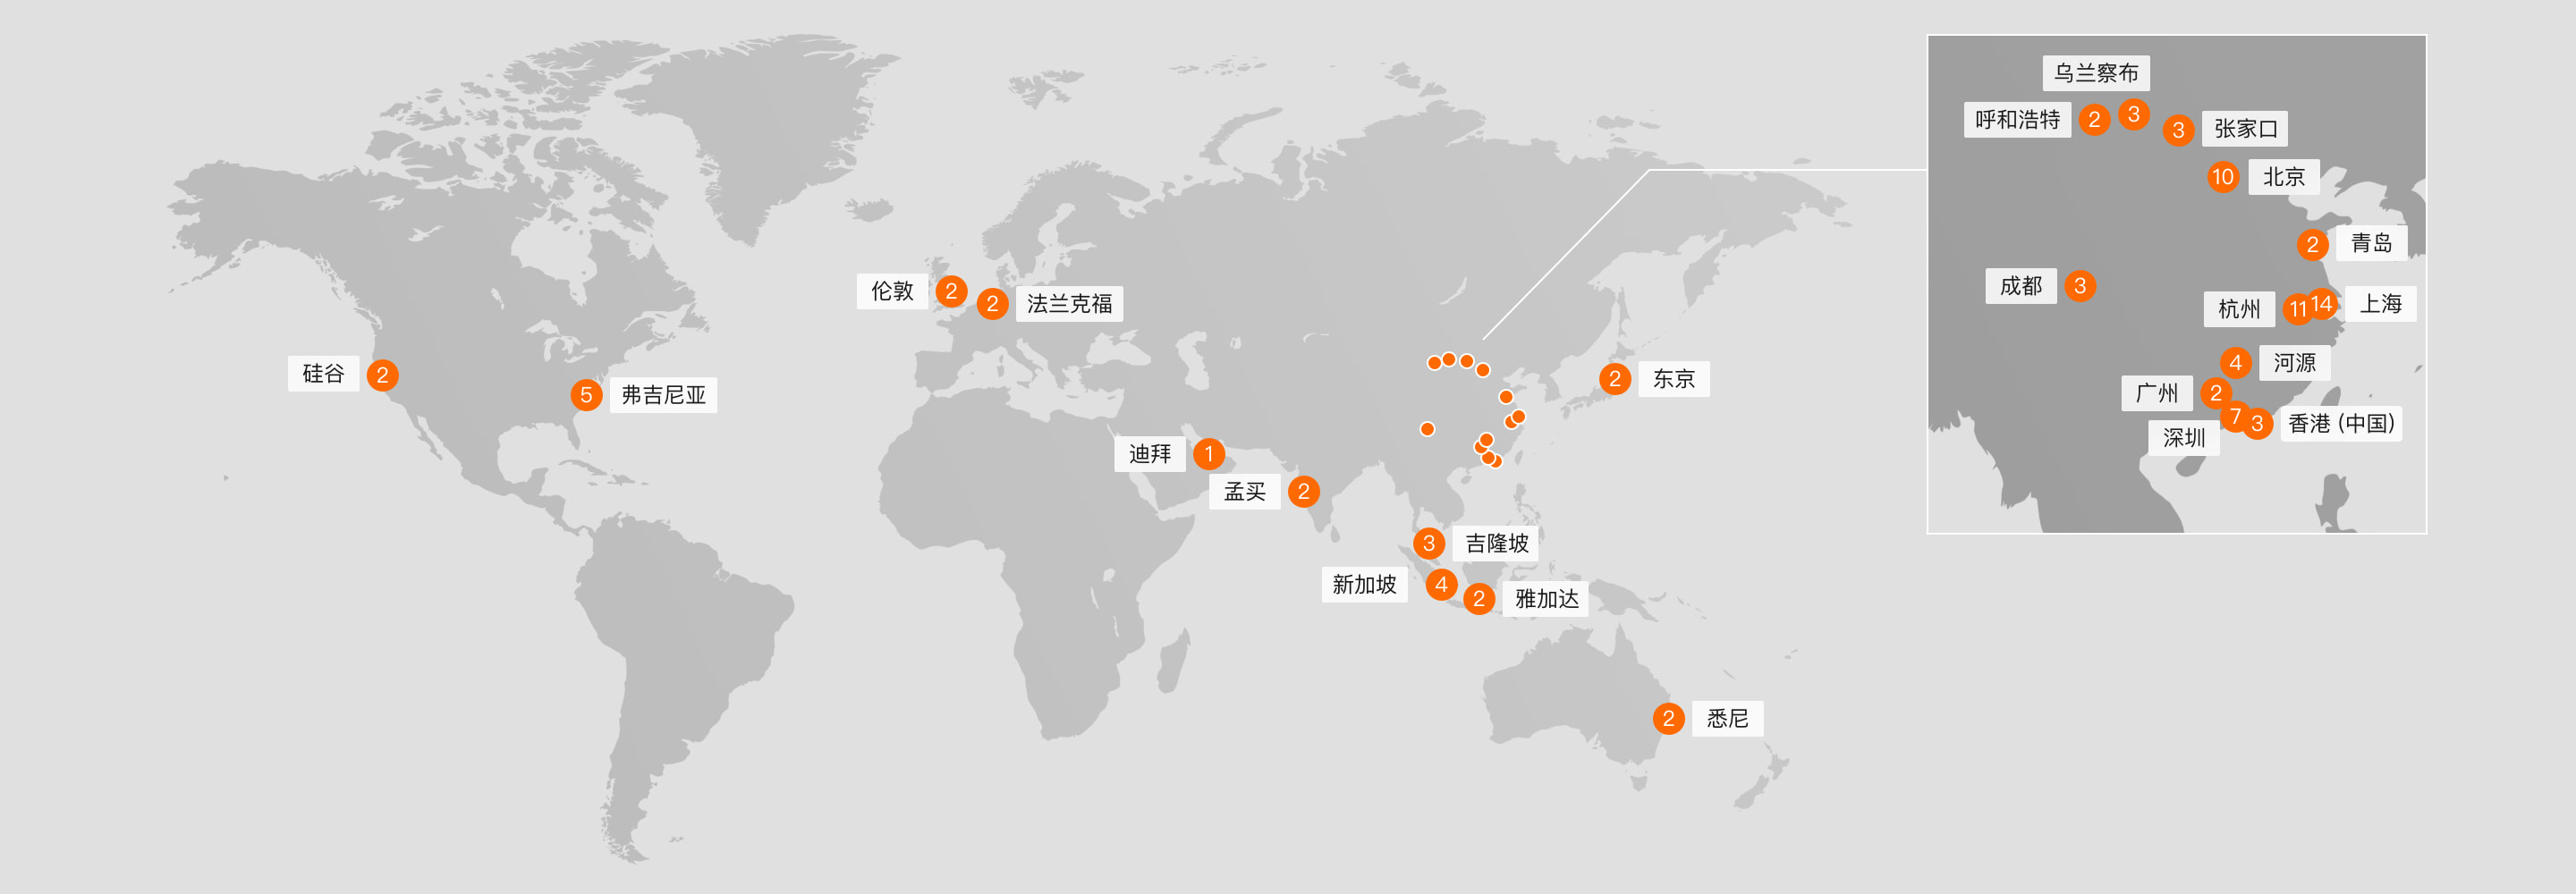 硅谷
2
5
弗吉尼亚
伦敦
2
2
法兰克福
迪拜
1
孟买
2
3
吉隆坡
新加坡
4
2
雅加达
2
东京
2
悉尼
乌兰察布
呼和浩特
2
3
3
张家口
10
北京
2
青岛
成都
3
杭州
11
14
上海
4
河源
广州
2
7
深圳
3
香港 (中国)